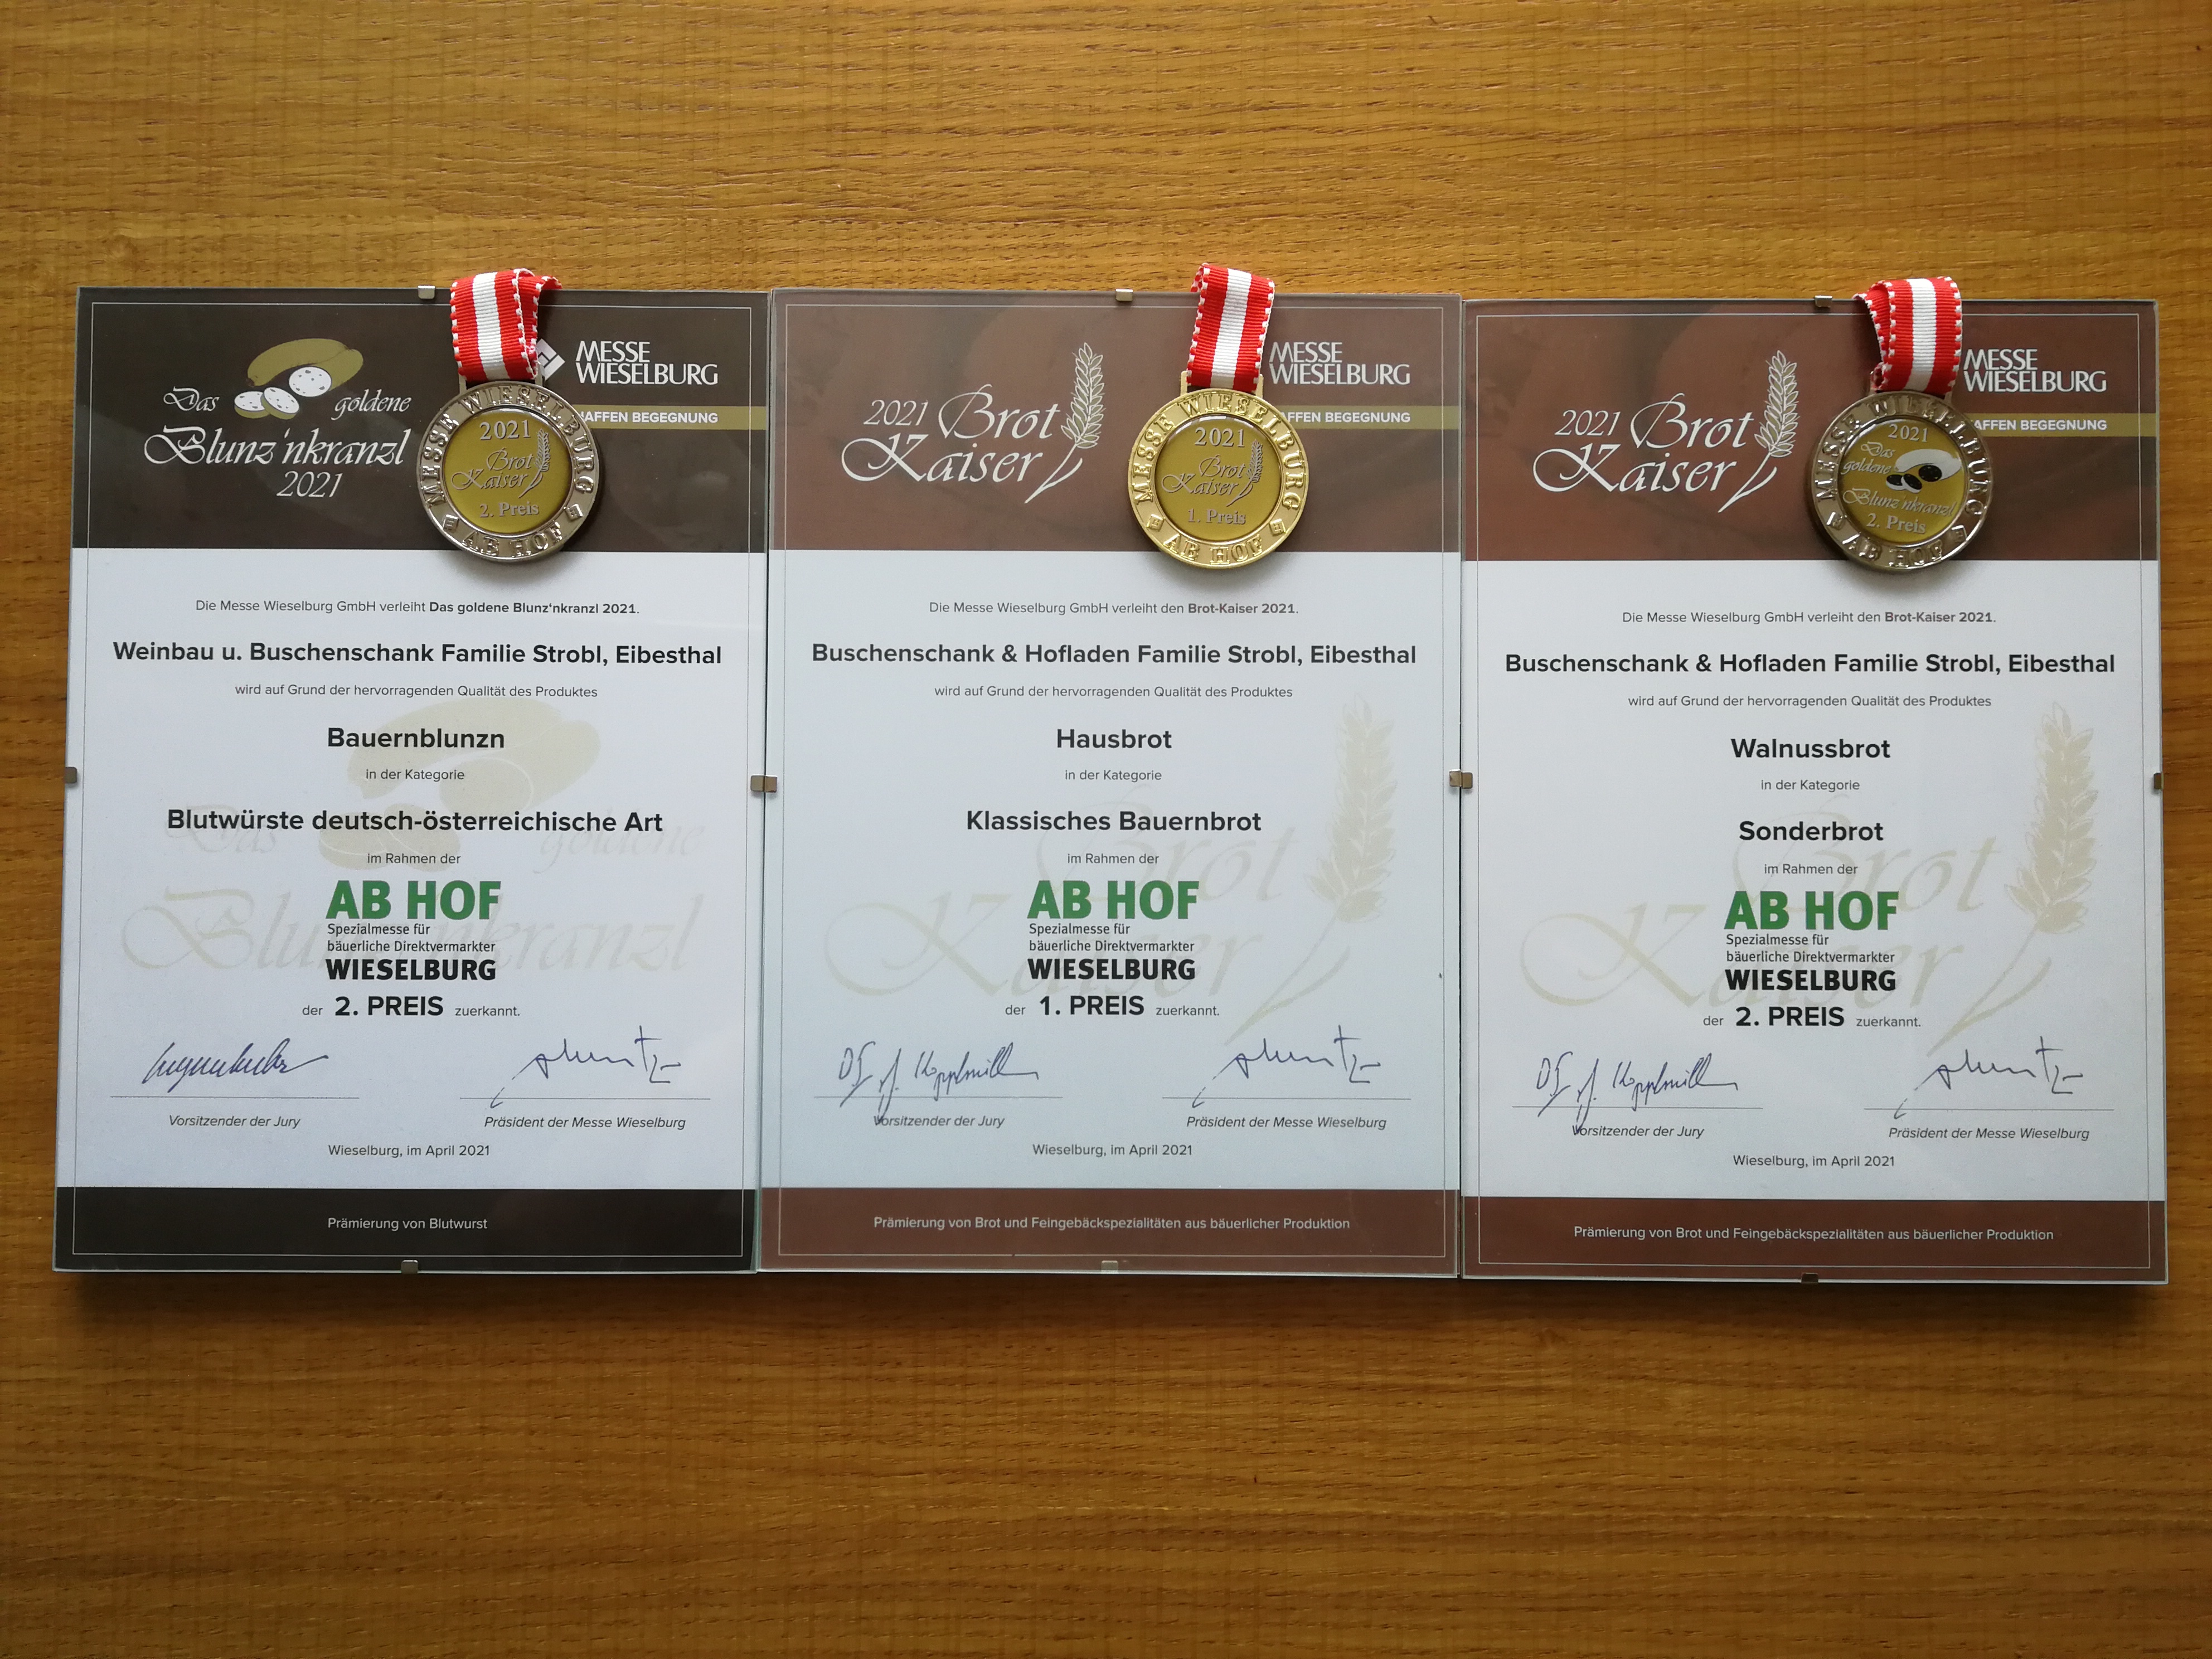 Das goldene
Blunz'nkranzl
2021
MESSE
WIESELBURG
AFFEN BEGEGNUNG
MESSE WIESELBURG
2021
Brot
Kaiser
2. Preis
AB HOF
Die Messe Wieselburg GmbH verleiht Das goldene Blunz'nkranzl 2021.
Weinbau u. Buschenschank Familie Strobl, Eibesthal
wird auf Grund der hervorragenden Qualität des Produktes
Bauernblunzn
in der Kategorie
Blutwürste deutsch-österreichische Art
im Rahmen der
AB HOF
Spezialmesse für
bäuerliche Direktvermarkter
WIESELBURG
der 2. PREIS zuerkannt.
Vorsitzender der Jury
Präsident der Messe Wieselburg
Wieselburg, im April 2021
Prämierung von Blutwurst
Das goldene
Blunz'nkranzl
2021 Brot
Kaiser
MESSE
WIESELBURG
AFFEN BEGEGNUNG
MESSE WIESELBURG
2021
Brot
Kaiser
1. Preis
AB HOF
Die Messe Wieselburg GmbH verleiht den Brot-Kaiser 2021.
Buschenschank & Hofladen Familie Strobl, Eibesthal
wird auf Grund der hervorragenden Qualität des Produktes
Hausbrot
in der Kategorie
Klassisches Bauernbrot
im Rahmen der
AB HOF
Spezialmesse für
bäuerliche Direktvermarkter
WIESELBURG
der 1. PREIS zuerkannt.
Vorsitzender der Jury
Präsident der Messe Wieselburg
Wieselburg, im April 2021
Prämierung von Brot und Feingebäckspezialitäten aus bäuerlicher Produktion
Brot
Kaiser
2021 Brot
Kaiser
MESSE
WIESELBURG
AFFEN BEGEGNUNG
MESSE WIESELBURG
2021
Das
goldene
Blunz'nkranzl
2. Preis
AB HOF
Die Messe Wieselburg GmbH verleiht den Brot-Kaiser 2021.
Buschenschank & Hofladen Familie Strobl, Eibesthal
wird auf Grund der hervorragenden Qualität des Produktes
Walnussbrot
in der Kategorie
Sonderbrot
im Rahmen der
AB HOF
Spezialmesse für
bäuerliche Direktvermarkter
WIESELBURG
der 2. PREIS zuerkannt.
Vorsitzender der Jury
Präsident der Messe Wieselburg
Wieselburg, im April 2021
Prämierung von Brot und Feingebäckspezialitäten aus bäuerlicher Produktion
Brot
Kaiser